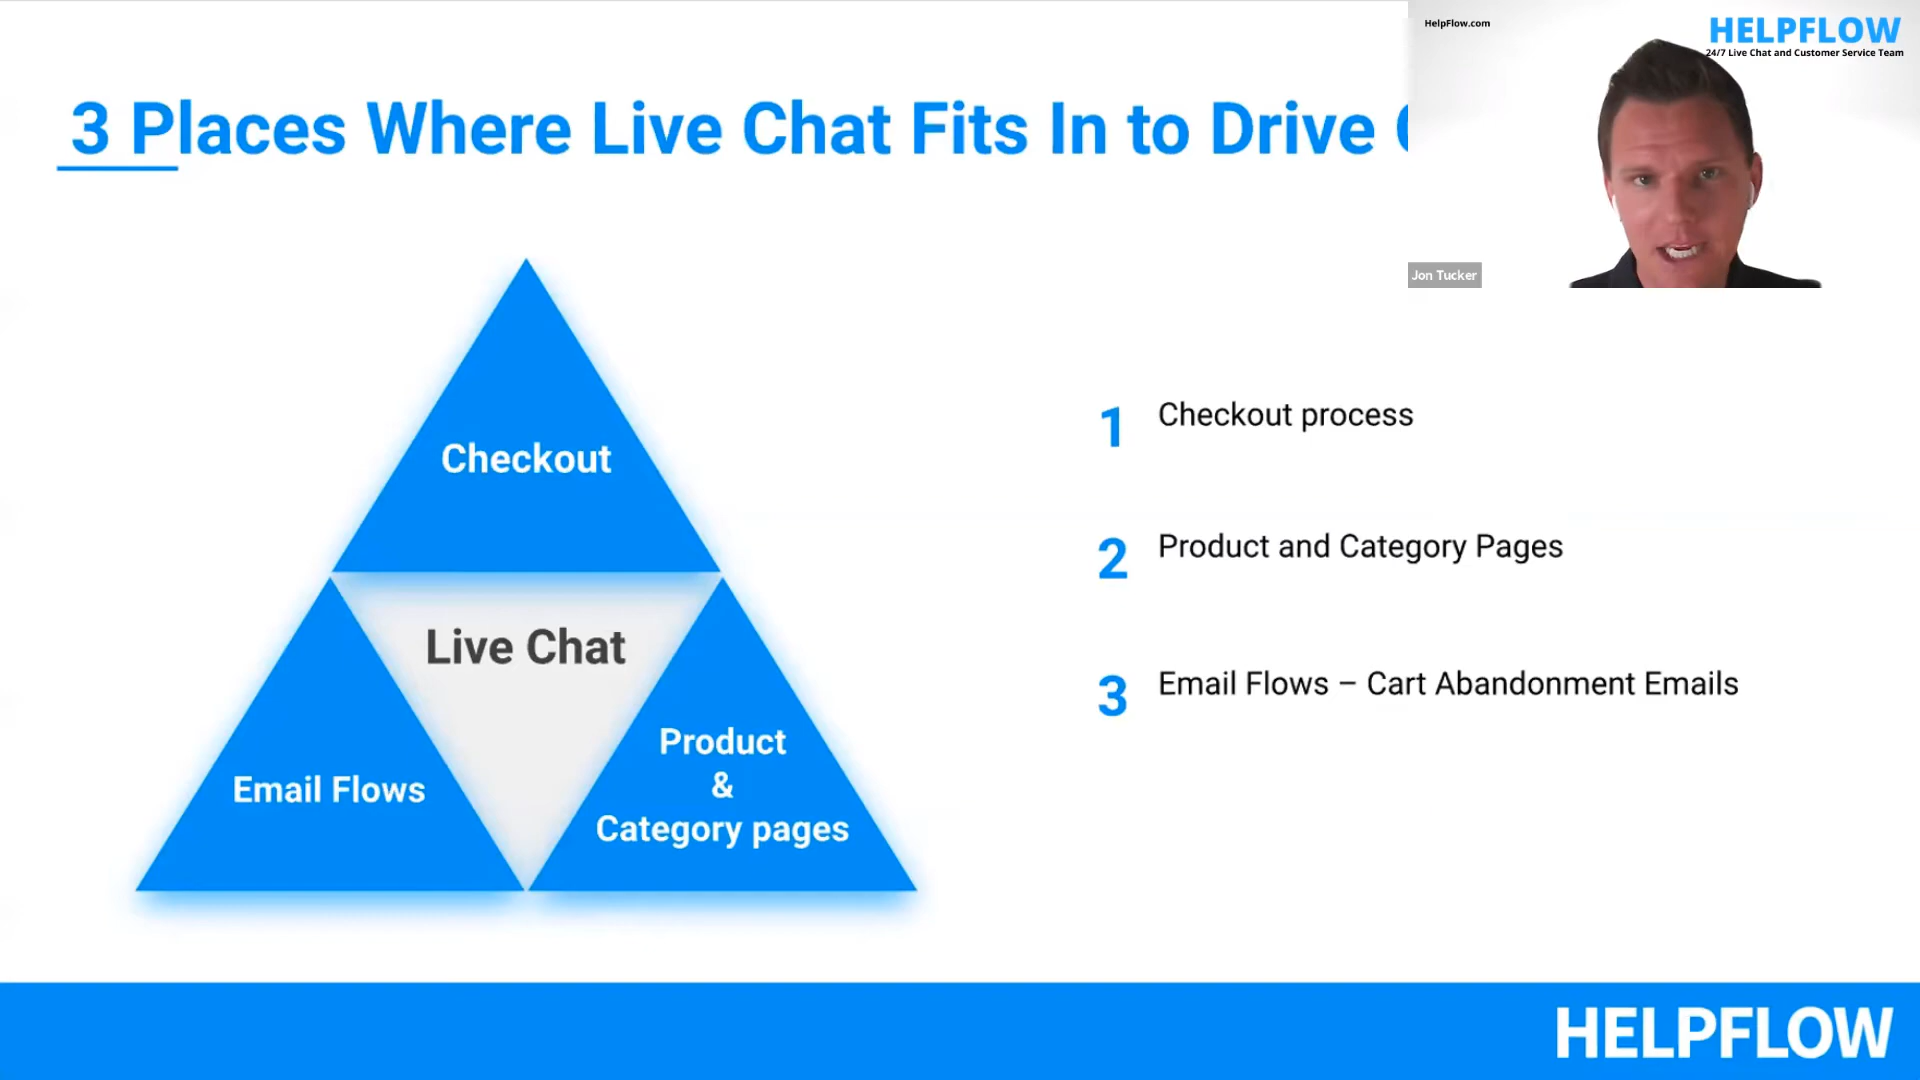 HelpFlow.com
HELPFLOW
24/7 Live Chat and Customer Service Team
3 Places Where Live Chat Fits In to Drive
Jon Tucker
Checkout
Live Chat
Email Flows
Product
&
Category pages
1 Checkout process
2 Product and Category Pages
3 Email Flows – Cart Abandonment Emails
HELPFLOW